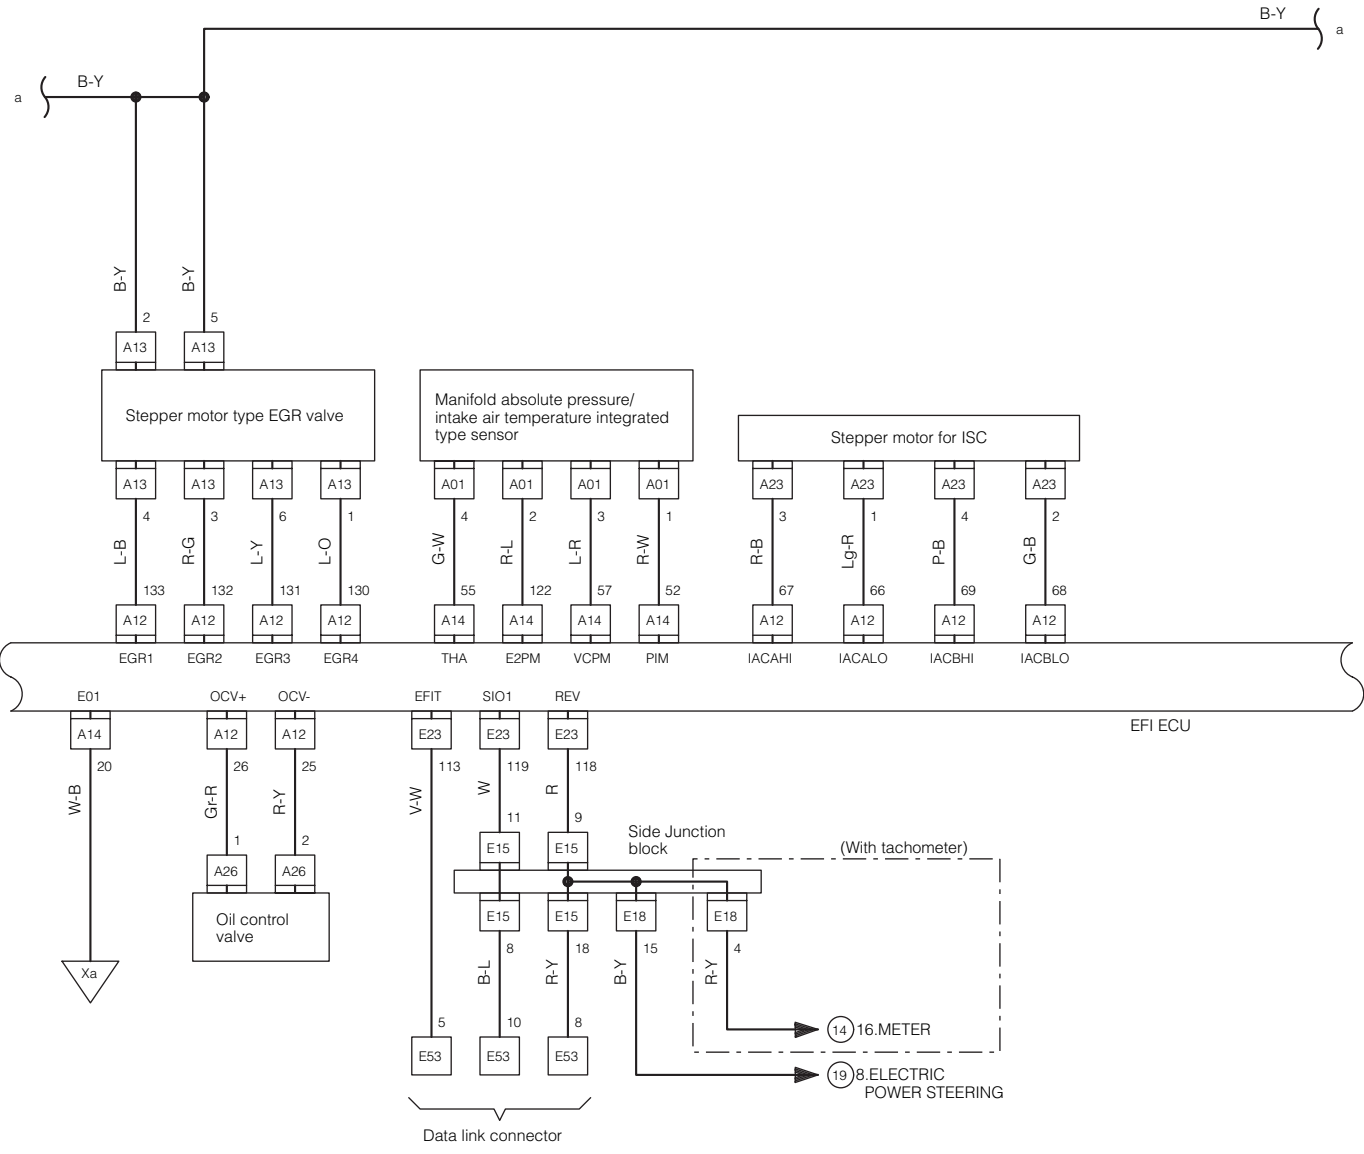 B-Y
a
a
B-Y
B-Y
B-Y
2
5
A13
A13
Stepper motor type EGR valve
Manifold absolute pressure/
intake air temperature integrated
type sensor
Stepper motor for ISC
A13
A13
A13
A13
A01
A01
A01
A01
A23
A23
A23
A23
4
3
6
1
4
2
3
1
3
1
4
2
L-B
R-G
L-Y
L-O
G-W
R-L
L-R
R-W
R-B
Lg-R
P-B
G-B
133
132
131
130
55
122
57
52
67
66
69
68
A12
A12
A12
A12
A14
A14
A14
A14
A12
A12
A12
A12
EGR1
EGR2
EGR3
EGR4
THA
E2PM
VCPM
PIM
IACAHI
IACALO
IACBHI
IACBLO
E01
OCV+
OCV-
EFIT
SIO1
REV
EFI ECU
A14
A12
A12
E23
E23
E23
20
26
25
113
119
118
W-B
Gr-R
R-Y
V-W
W
R
1
2
11
9
A26
A26
E15
E15
Side Junction
block
(With tachometer)
Oil control
valve
E15
E15
E18
E18
8
18
15
4
B-L
R-Y
B-Y
R-Y
Xa
14 16.METER
5
10
8
E53
E53
E53
19 8.ELECTRIC
POWER STEERING
Data link connector